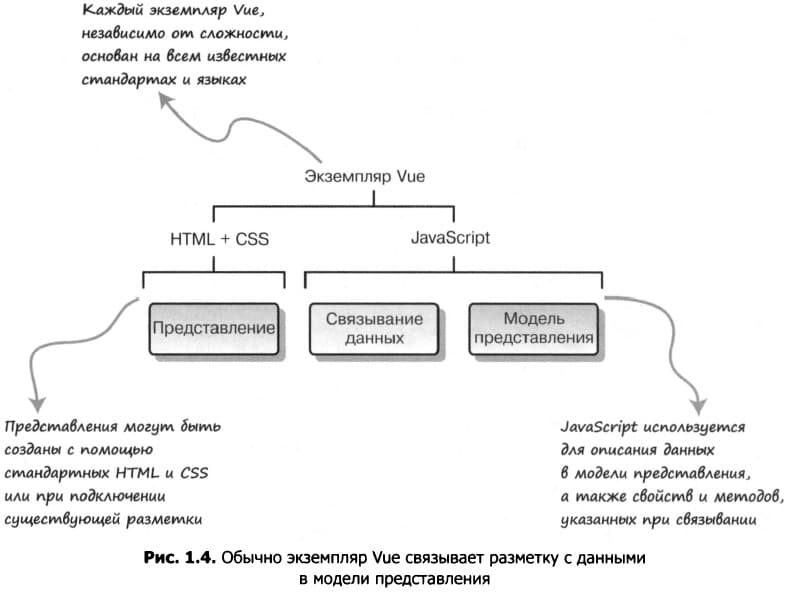 Каждый экземпляр Vue,
независимо от сложности,
основан на всем известных
стандартах и языках
Экземпляр Vue
HTML + CSS
JavaScript
Представление
Связывание
данных
Модель
представления
Представления могут быть
созданы с помощью
стандартных HTML и CSS
или при подключении
существующей разметки
JavaScript используется
для описания данных
в модели представления,
а также свойств и методов,
указанных при связывании
Рис. 1.4. Обычно экземпляр Vue связывает разметку с данными
в модели представления